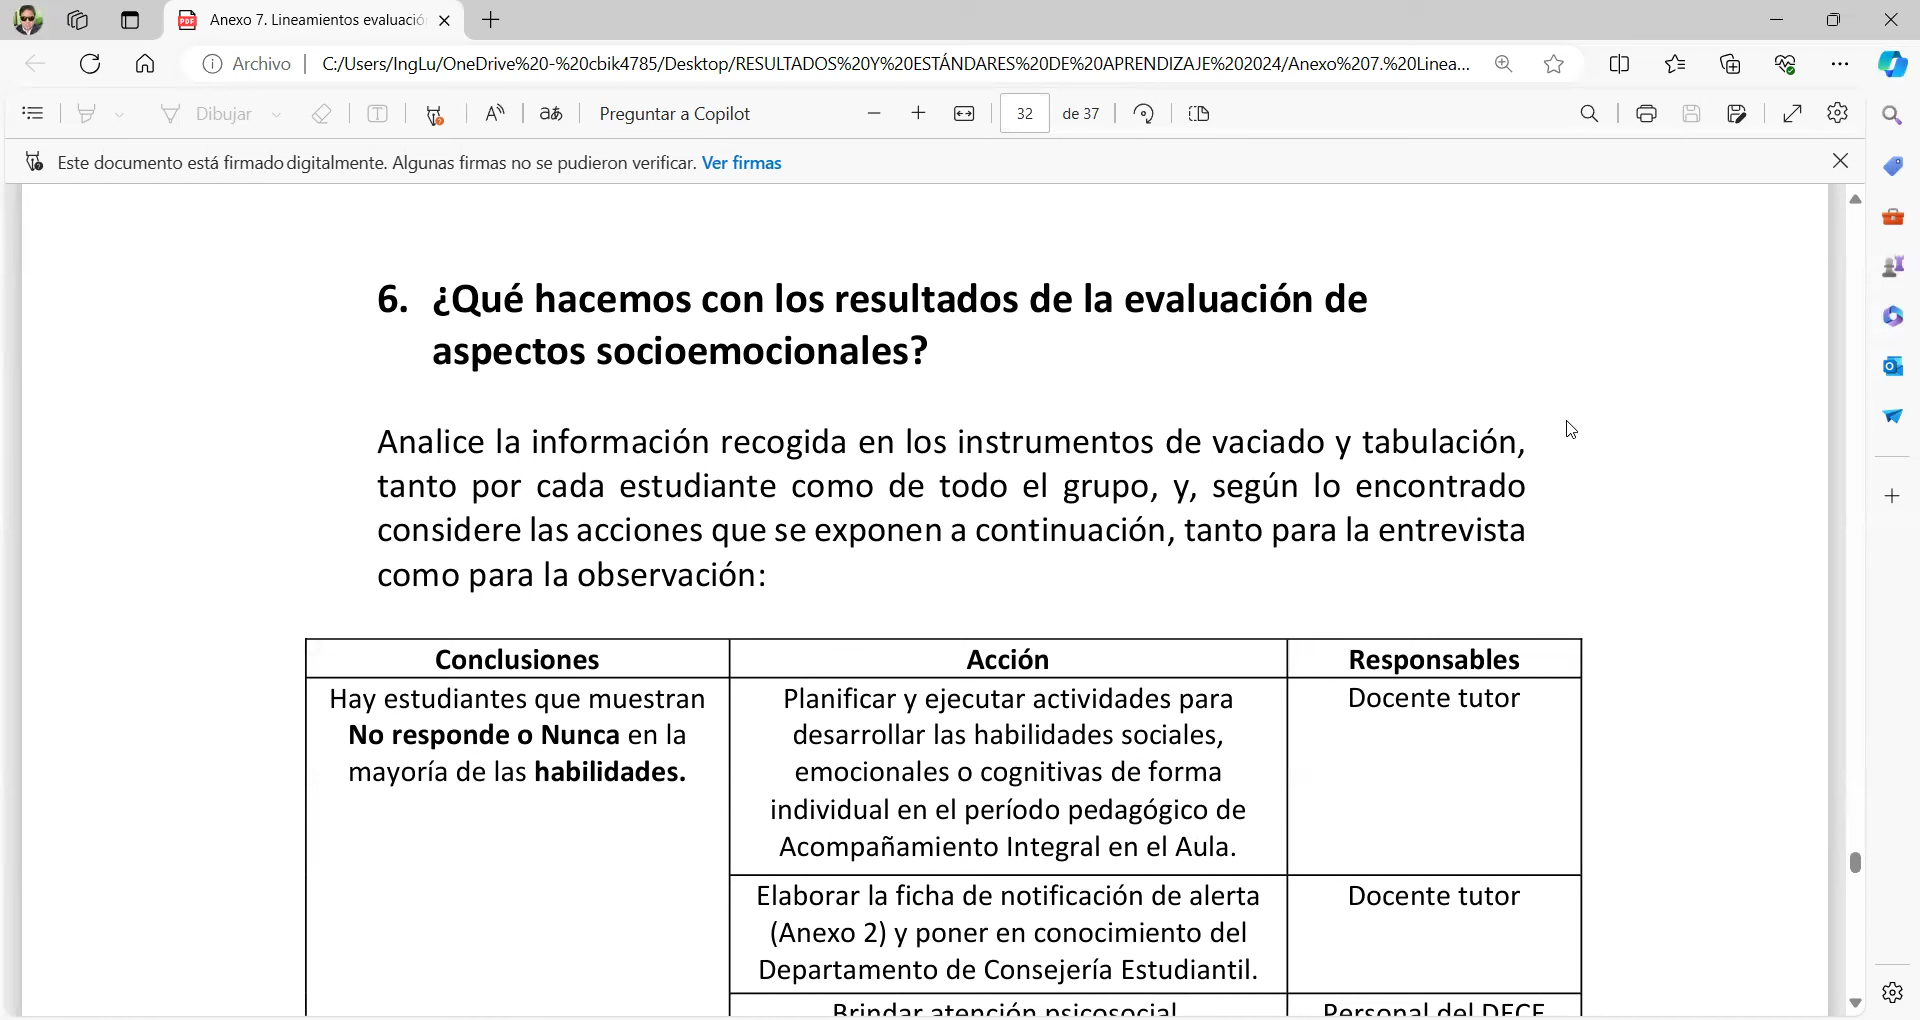 Anexo 7. Lineamientos evaluació
Archivo
C:/Users/IngLu/OneDrive%20-%20cbik4785/Desktop/RESULTADOS%20Y%20ESTÁNDARES%20DE%20APRENDIZAJE%202024/Anexo%207.%20Linea...
Dibujar
Preguntar a Copilot
32 de 37
Este documento está firmado digitalmente. Algunas firmas no se pudieron verificar. Ver firmas
6. ¿Qué hacemos con los resultados de la evaluación de
aspectos socioemocionales?
Analice la información recogida en los instrumentos de vaciado y tabulación,
tanto por cada estudiante como de todo el grupo, y, según lo encontrado
considere las acciones que se exponen a continuación, tanto para la entrevista
como para la observación:
Conclusiones
Acción
Responsables
Hay estudiantes que muestran
No responde o Nunca en la
mayoría de las habilidades.
Planificar y ejecutar actividades para
desarrollar las habilidades sociales,
emocionales o cognitivas de forma
individual en el período pedagógico de
Acompañamiento Integral en el Aula.
Docente tutor
Elaborar la ficha de notificación de alerta
(Anexo 2) y poner en conocimiento del
Departamento de Consejería Estudiantil.
Docente tutor
Brindar atención psicosocial
Personal del DECE